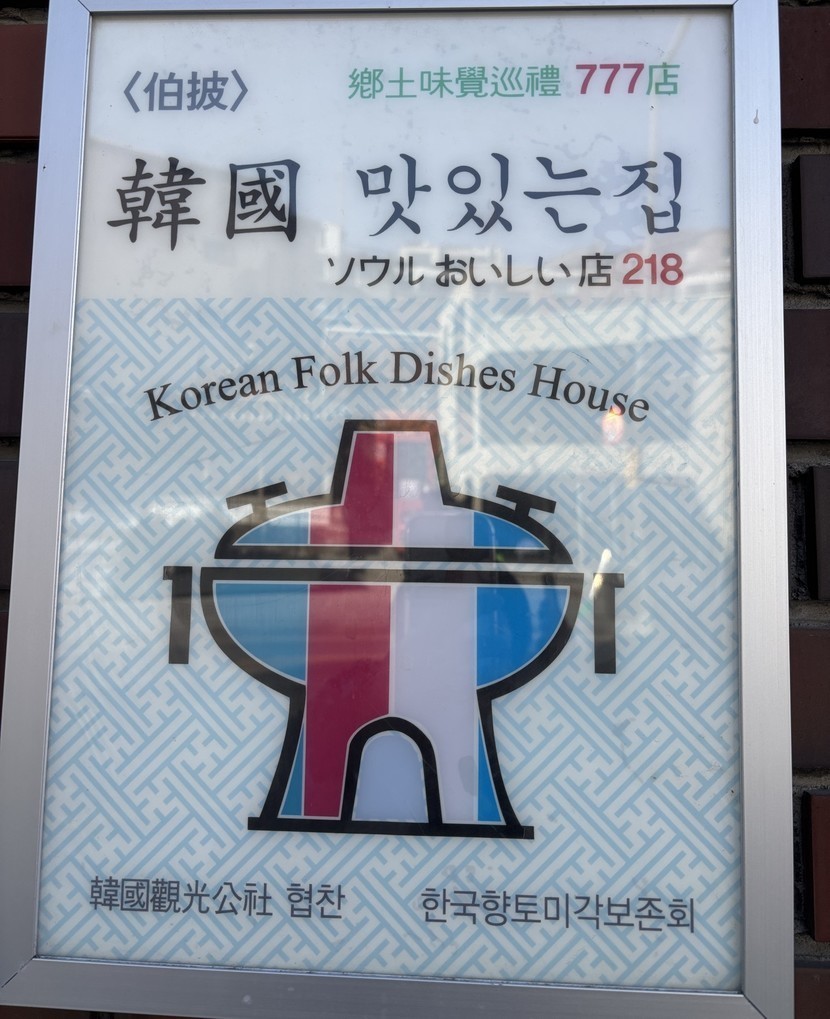 〈伯披〉
鄕土味覺巡禮 777店
韓國 맛있는집
ソウル おいしい店 218
Korean Folk Dishes House
韓國觀光公社 협찬 한국향토미각보존회